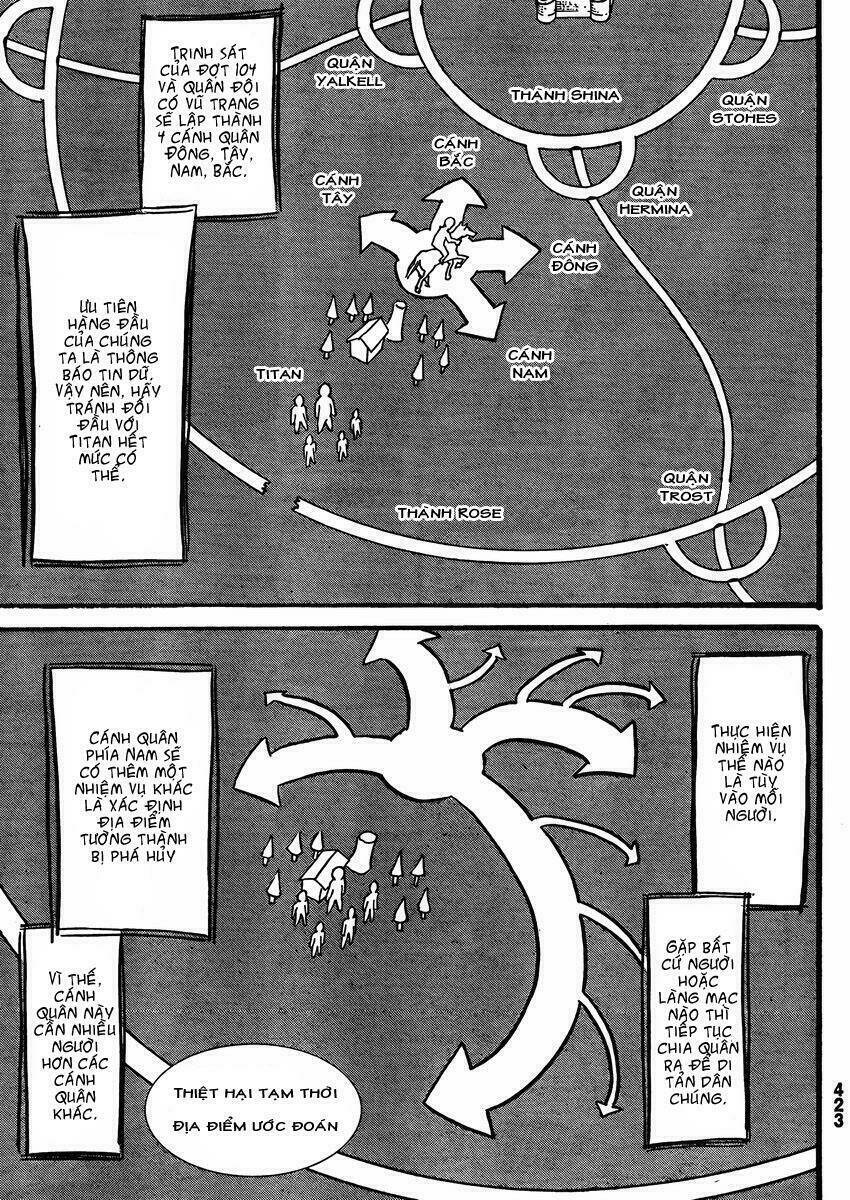 TRINH SÁT
CỦA ĐỢT 104
VÀ QUÂN ĐỘI
CÓ VŨ TRANG
SẼ LẬP THÀNH
4 CÁNH QUÂN
ĐÔNG, TÂY,
NAM, BẮC.
QUẬN
YALKELL
THÀNH SHINA
QUẬN
STOHES
CÁNH
BẮC
CÁNH
TÂY
QUẬN
HERMINA
CÁNH
ĐÔNG
CÁNH
NAM
ƯU TIÊN
HÀNG ĐẦU
CỦA CHÚNG
TA LÀ THÔNG
BÁO TIN DỮ.
VẬY NÊN, HÃY
TRÁNH ĐỐI
ĐẦU VỚI
TITAN HẾT
MỨC CÓ
THỂ.
TITAN
QUẬN
TROST
THÀNH ROSE
THỰC HIỆN
NHIỆM VỤ
THẾ NÀO
LÀ TÙY
VÀO MỖI
NGƯỜI.
CÁNH QUÂN
PHÍA NAM SẼ
CÓ THÊM MỘT
NHIỆM VỤ KHÁC
LÀ XÁC ĐỊNH
ĐỊA ĐIỂM
TƯỜNG THÀNH
BỊ PHÁ HỦY
GẶP BẤT
CỨ NGƯỜI
HOẶC
LÀNG MẠC
NÀO THÌ
TIẾP TỤC
CHIA QUÂN
RA ĐỂ DI
TẢN DÂN
CHÚNG.
VÌ THẾ,
CÁNH
QUÂN NÀY
CẦN NHIỀU
NGƯỜI
HƠN CÁC
CÁNH
QUÂN
KHÁC.
THIỆT HẠI TẠM THỜI
ĐỊA ĐIỂM ƯỚC ĐOÁN
423